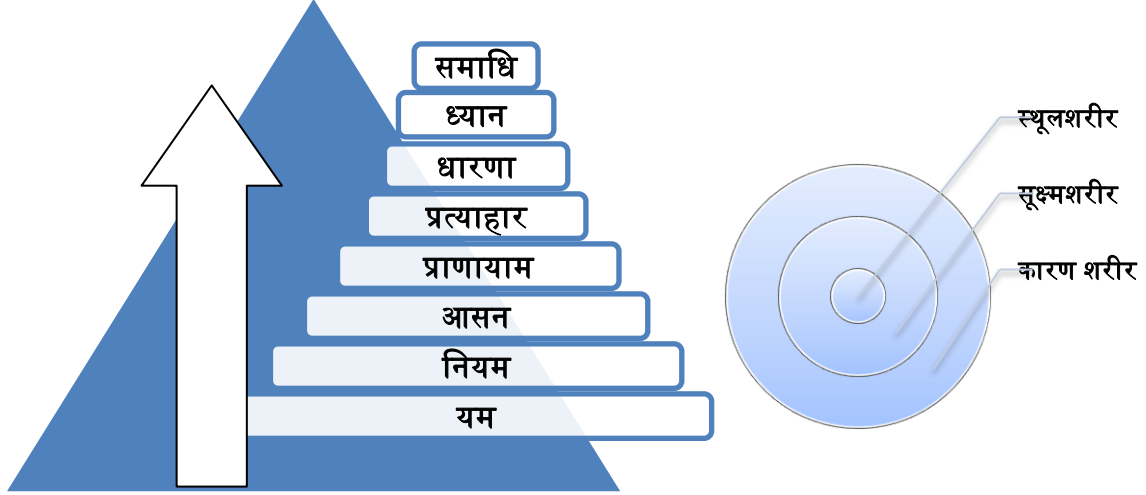 समाधि
ध्यान
धारणा
प्रत्याहार
प्राणायाम
आसन
नियम
यम
स्थूलशरीर
सूक्ष्मशरीर
कारण शरीर